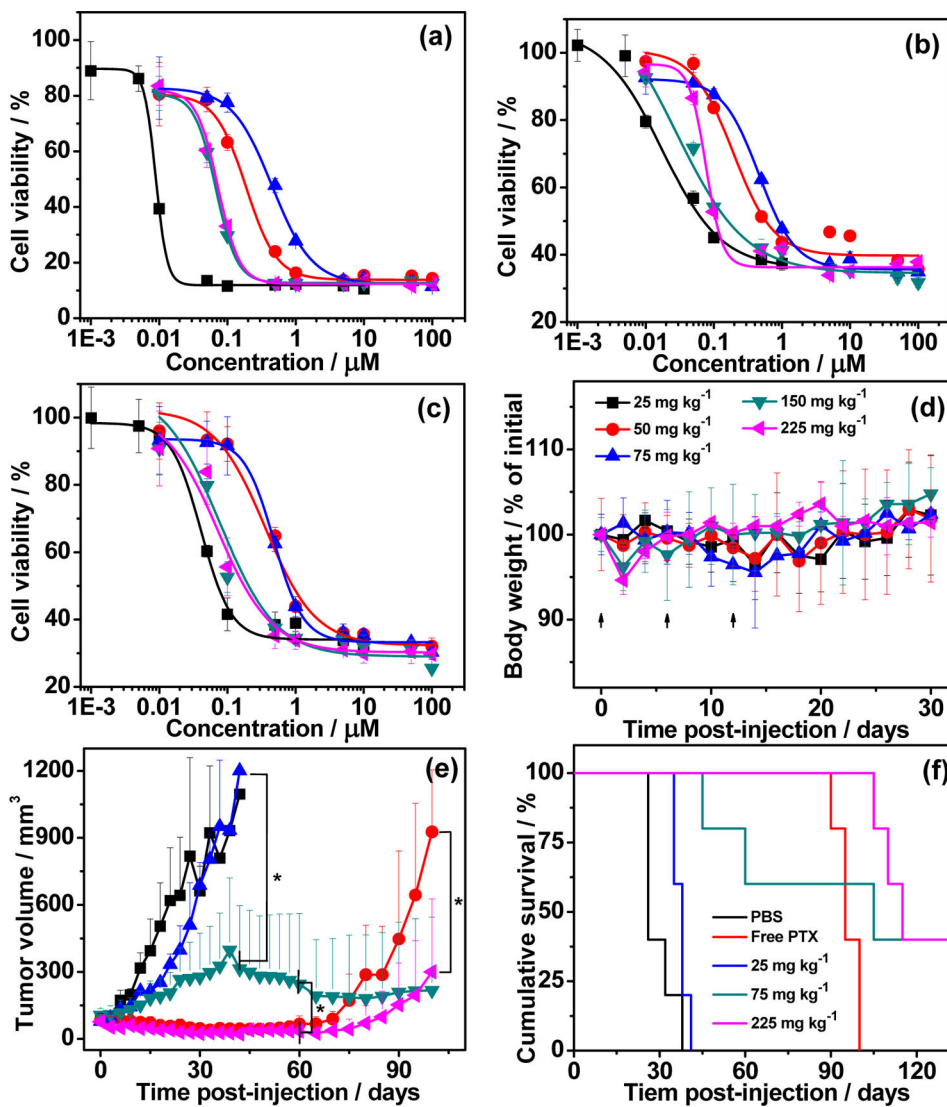 (a)
Cell viability / %
100
80
60
40
20
0
1E-3 0.01 0.1 1 10 100
Concentration / μM
(b)
Cell viability / %
100
80
60
40
20
1E-3 0.01 0.1 1 10 100
Concentration / μM
(c)
Cell viability / %
100
80
60
40
20
1E-3 0.01 0.1 1 10 100
Concentration / μM
(d)
25 mg kg⁻¹ 150 mg kg⁻¹
50 mg kg⁻¹ 225 mg kg⁻¹
75 mg kg⁻¹
Body weight / % of initial
110
100
90
0 10 20 30
Time post-injection / days
(e)
Tumor volume / mm³
1200
900
600
300
0
*
*
*
0 30 60 90
Time post-injection / days
(f)
Cumulative survival / %
100
75
50
25
0
PBS
Free PTX
25 mg kg⁻¹
75 mg kg⁻¹
225 mg kg⁻¹
0 30 60 90 120
Tiem post-injection / days